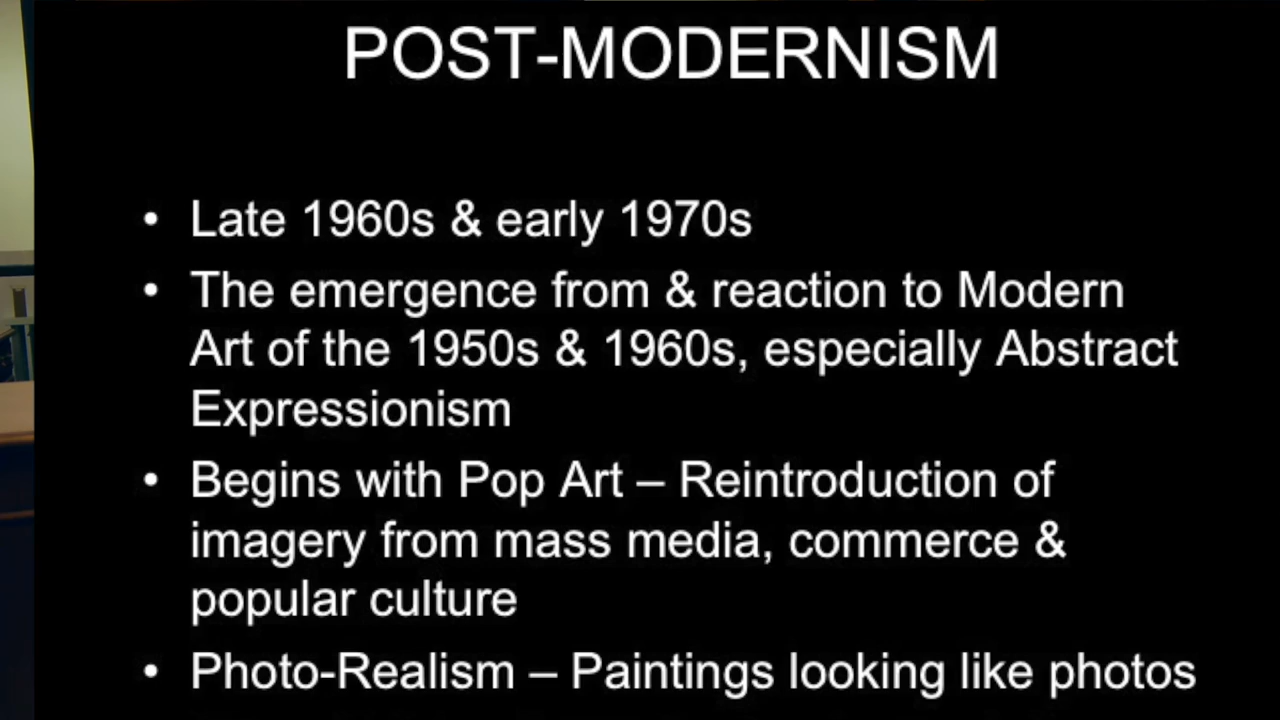 POST-MODERNISM
• Late 1960s & early 1970s
• The emergence from & reaction to Modern
Art of the 1950s & 1960s, especially Abstract
Expressionism
• Begins with Pop Art – Reintroduction of
imagery from mass media, commerce &
popular culture
• Photo-Realism – Paintings looking like photos